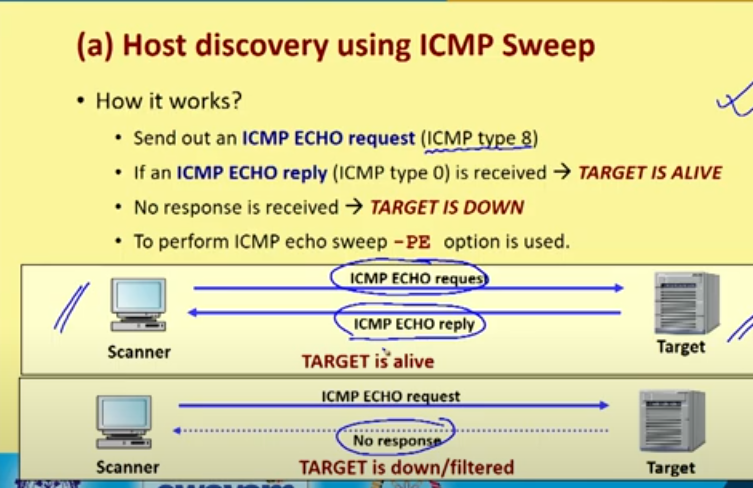 (a) Host discovery using ICMP Sweep
• How it works?
• Send out an ICMP ECHO request (ICMP type 8)
• If an ICMP ECHO reply (ICMP type 0) is received → TARGET IS ALIVE
• No response is received → TARGET IS DOWN
• To perform ICMP echo sweep –PE option is used.
ICMP ECHO request
ICMP ECHO reply
Scanner
Target
TARGET is alive
ICMP ECHO request
No response
Scanner
TARGET is down/filtered
Target